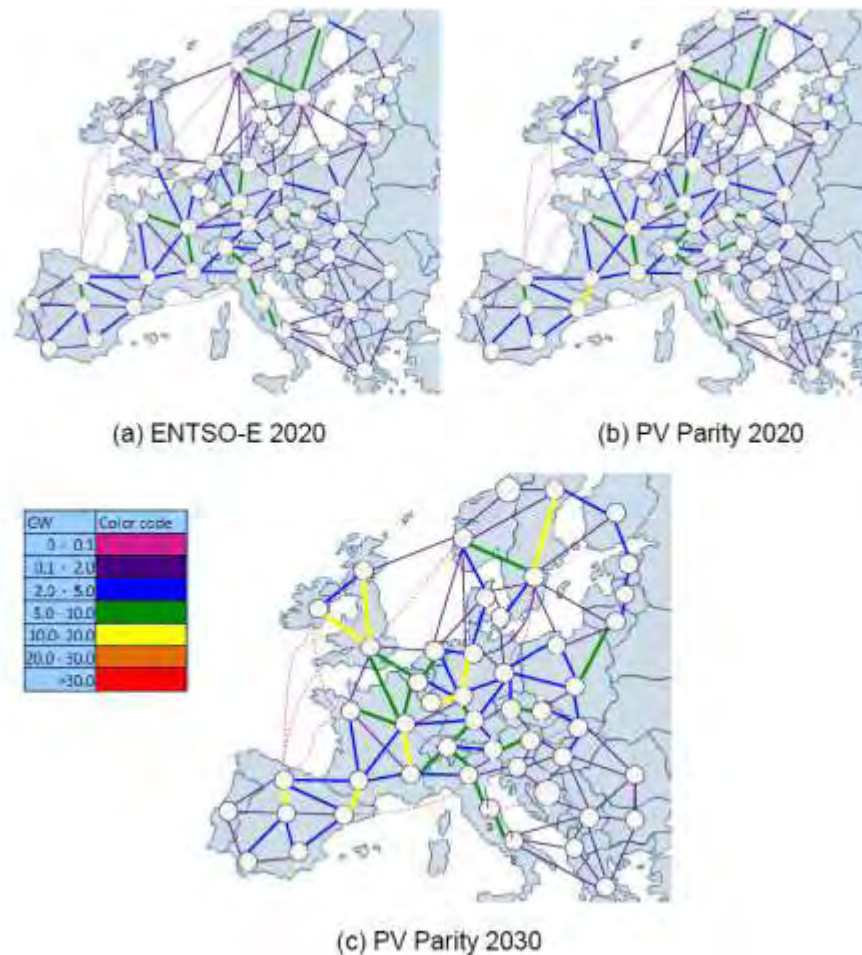 (a) ENTSO-E 2020
(b) PV Parity 2020
GW Color code
0 - 0.1
0,1 - 2.0
2.0 - 5.0
5.0 - 10.0
10.0- 20.0
20.0 - 30.0
>30.0
(c) PV Parity 2030